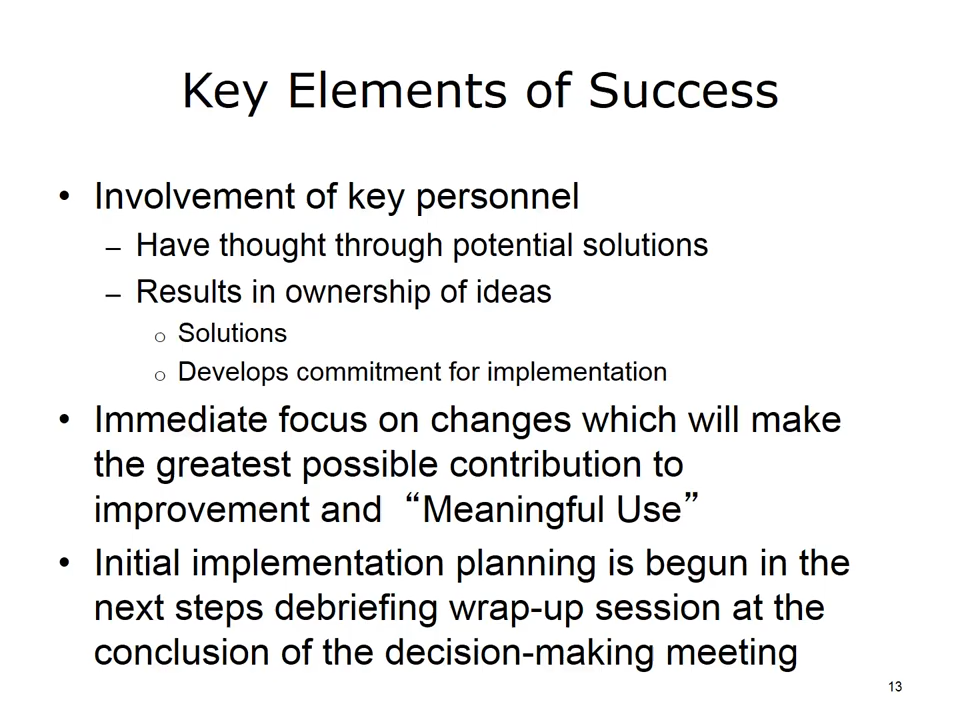 Key Elements of Success
• Involvement of key personnel
– Have thought through potential solutions
– Results in ownership of ideas
o Solutions
o Develops commitment for implementation
• Immediate focus on changes which will make
the greatest possible contribution to
improvement and “Meaningful Use”
• Initial implementation planning is begun in the
next steps debriefing wrap-up session at the
conclusion of the decision-making meeting
13